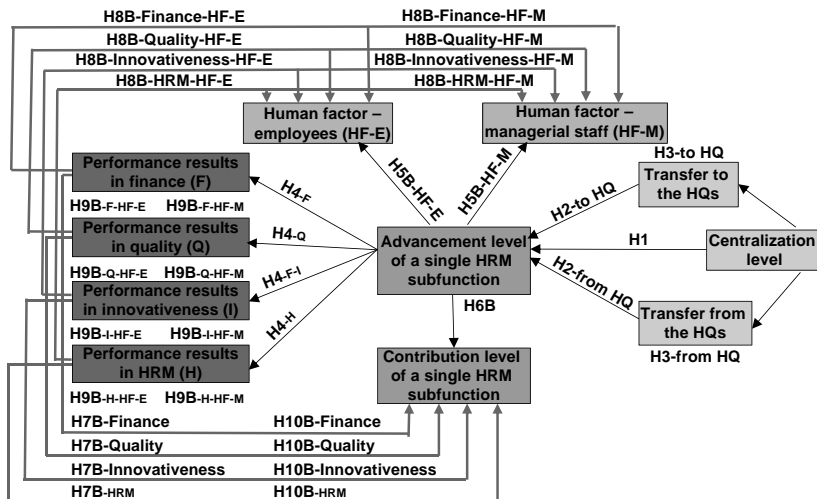 H8B-Finance-HF-E
H8B-Finance-HF-M
H8B-Quality-HF-E
H8B-Quality-HF-M
H8B-Innovativeness-HF-E
H8B-Innovativeness-HF-M
H8B-HRM-HF-E
H8B-HRM-HF-M
Human factor –
employees (HF-E)
Human factor –
managerial staff (HF-M)
H5B-HF-E
H5B-HF-M
Performance results
in finance (F)
H9B-F-HF-E
H9B-F-HF-M
Performance results
in quality (Q)
H9B-Q-HF-E
H9B-Q-HF-M
Performance results
in innovativeness (I)
H9B-I-HF-E
H9B-I-HF-M
Performance results
in HRM (H)
H9B-H-HF-E
H9B-H-HF-M
H4-F
H4-Q
H4-F-I
H4-H
Advancement level
of a single HRM
subfunction
H6B
Contribution level
of a single HRM
subfunction
H2-to HQ
H1
H2-from HQ
H3-to HQ
Transfer to
the HQs
Centralization
level
Transfer from
the HQs
H3-from HQ
H7B-Finance
H10B-Finance
H7B-Quality
H10B-Quality
H7B-Innovativeness
H10B-Innovativeness
H7B-HRM
H10B-HRM